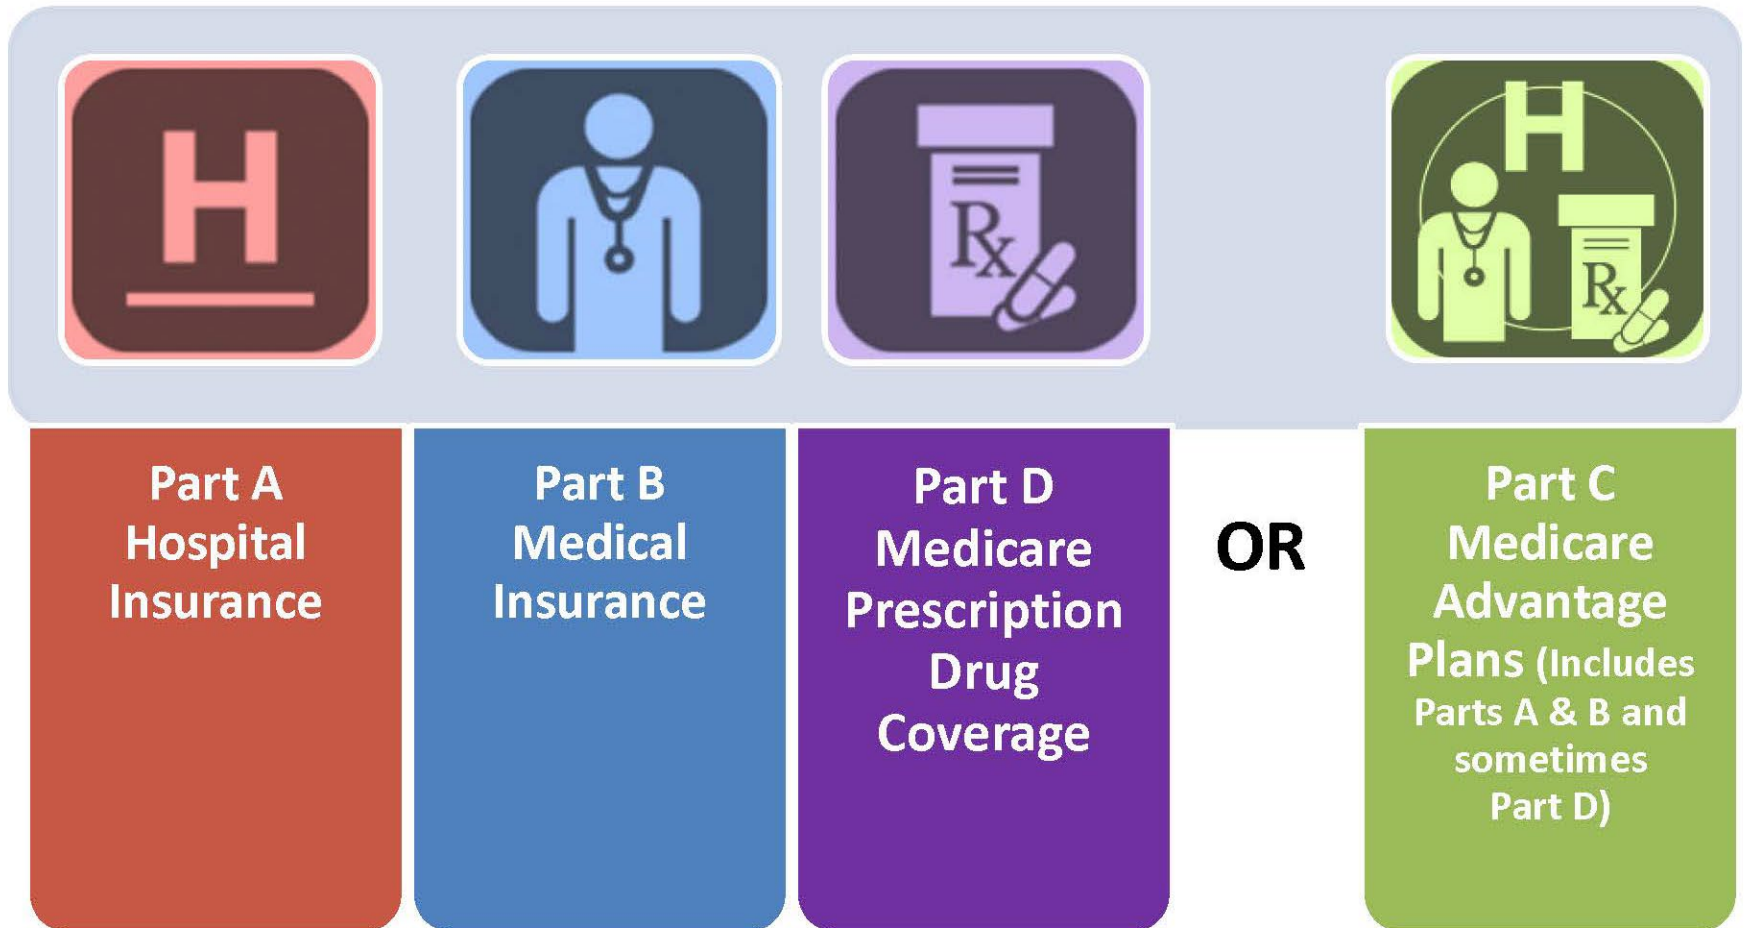 H
Rx
H
Rx
Part A
Hospital
Insurance
Part B
Medical
Insurance
Part D
Medicare
Prescription
Drug
Coverage
OR
Part C
Medicare
Advantage
Plans (Includes
Parts A & B and
sometimes
Part D)